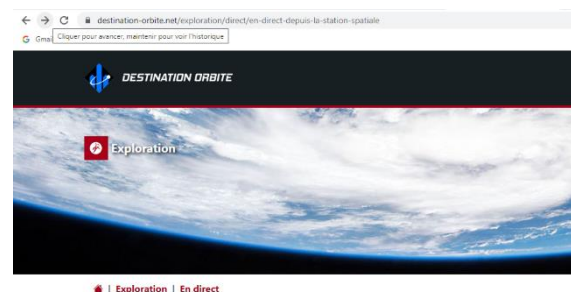 destination-orbite.net/exploration/direct/en-direct-depuis-la-station-spatiale
G Gmai
Cliquer pour avancer, maintenir pour voir l'historique
DESTINATION ORBITE
Exploration
| Exploration | En direct